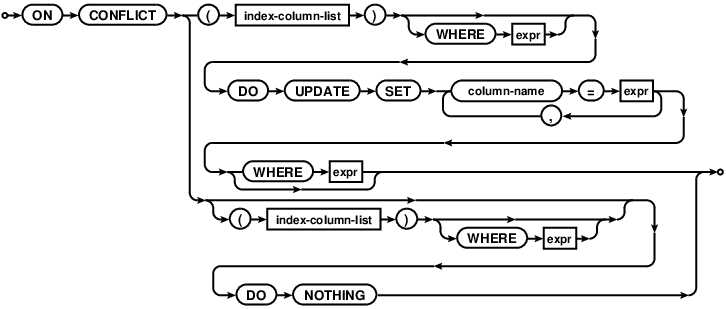 ON CONFLICT ( index-column-list ) WHERE expr
DO UPDATE SET column-name = expr
,
WHERE expr
( index-column-list ) WHERE expr
DO NOTHING